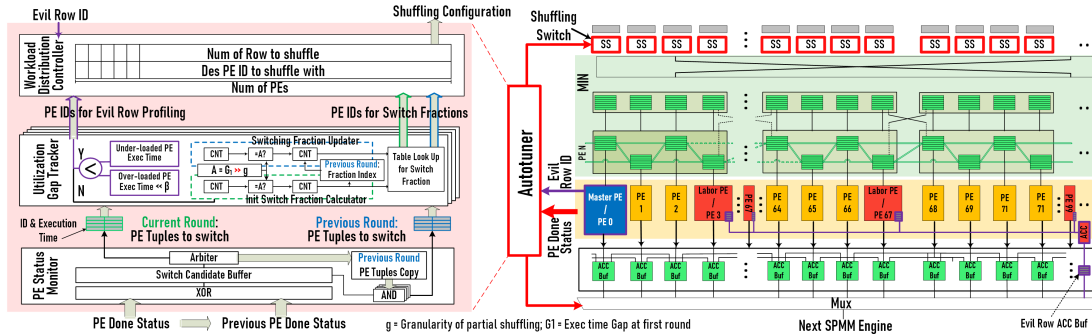 Evil Row ID
Shuffling Configuration
Workload
Distribution
Controller
Num of Row to shuffle
Des PE ID to shuffle with
Num of PEs
PE IDs for Evil Row Profiling
PE IDs for Switch Fractions
Utilization
Gap Tracker
Y
<
N
Under-loaded PE
Exec Time
Over-loaded PE
Exec Time << β
Switching Fraction Updater
CNT
=A?
CNT
A = G1 >> g
Previous Round:
Fraction Index
CNT
=A?
CNT
Init Switch Fraction Calculator
Table Look Up
for Switch
Fraction
ID & Execution
Time
Current Round:
PE Tuples to switch
Previous Round:
PE Tuples to switch
PE Status
Monitor
Arbiter
Switch Candidate Buffer
XOR
Previous Round
PE Tuples Copy
AND
PE Done Status
Previous PE Done Status
g = Granularity of partial shuffling; G1 = Exec time Gap at first round
Autotuner
Evil
Row ID
PE Done
Status
Shuffling
Switch
SS
SS
SS
SS
SS
SS
SS
SS
SS
SS
SS
SS
MIN
PE N
Master PE
/
PE 0
PE
1
PE
2
Labor PE
/
PE 3
PE 67
PE
64
PE
65
PE
66
Labor PE
/
PE 67
PE
68
PE
69
PE
71
PE
71
ACC
ACC
Buf
ACC
Buf
ACC
Buf
ACC
Buf
ACC
Buf
ACC
Buf
ACC
Buf
ACC
Buf
ACC
Buf
ACC
Buf
ACC
Buf
ACC
Buf
Mux
Next SPMM Engine
Evil Row ACC Buf